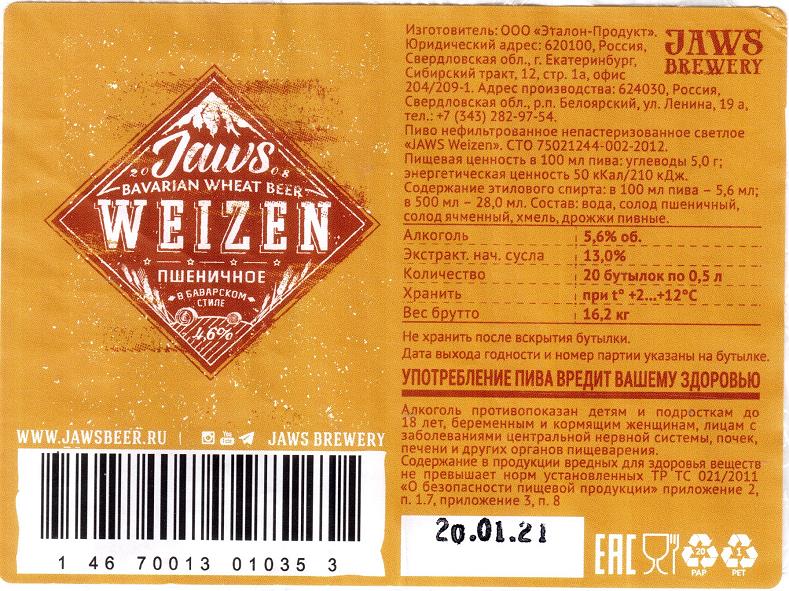 Jaws
20 08
BAVARIAN WHEAT BEER
WEIZEN
ПШЕНИЧНОЕ
В БАВАРСКОМ
СТИЛЕ
4,6%
WWW.JAWSBEER.RU | You Tube JAWS BREWERY
1 46 70013 01035 3
JAWS
BREWERY
Изготовитель: ООО «Эталон-Продукт».
Юридический адрес: 620100, Россия,
Свердловская обл., г. Екатеринбург,
Сибирский тракт, 12, стр. 1а, офис
204/209-1. Адрес производства: 624030, Россия,
Свердловская обл., р.п. Белоярский, ул. Ленина, 19 а,
тел.: +7 (343) 282-97-54.
Пиво нефильтрованное непастеризованное светлое
«JAWS Weizen». СТО 75021244-002-2012.
Пищевая ценность в 100 мл пива: углеводы 5,0 г;
энергетическая ценность 50 кКал/210 кДж.
Содержание этилового спирта: в 100 мл пива – 5,6 мл;
в 500 мл – 28,0 мл. Состав: вода, солод пшеничный,
солод ячменный, хмель, дрожжи пивные.
Алкоголь 5,6% об.
Экстракт. нач. сусла 13,0%
Количество 20 бутылок по 0,5 л
Хранить при t° +2...+12°С
Вес брутто 16,2 кг
Не хранить после вскрытия бутылки.
Дата выхода годности и номер партии указаны на бутылке.
УПОТРЕБЛЕНИЕ ПИВА ВРЕДИТ ВАШЕМУ ЗДОРОВЬЮ
Алкоголь противопоказан детям и подросткам до
18 лет, беременным и кормящим женщинам, лицам с
заболеваниями центральной нервной системы, почек,
печени и других органов пищеварения.
Содержание в продукции вредных для здоровья веществ
не превышает норм установленных ТР ТС 021/2011
«О безопасности пищевой продукции» приложение 2,
п. 1.7, приложение 3, п. 8
20.01.21
EAC
20
PAP
1
PET